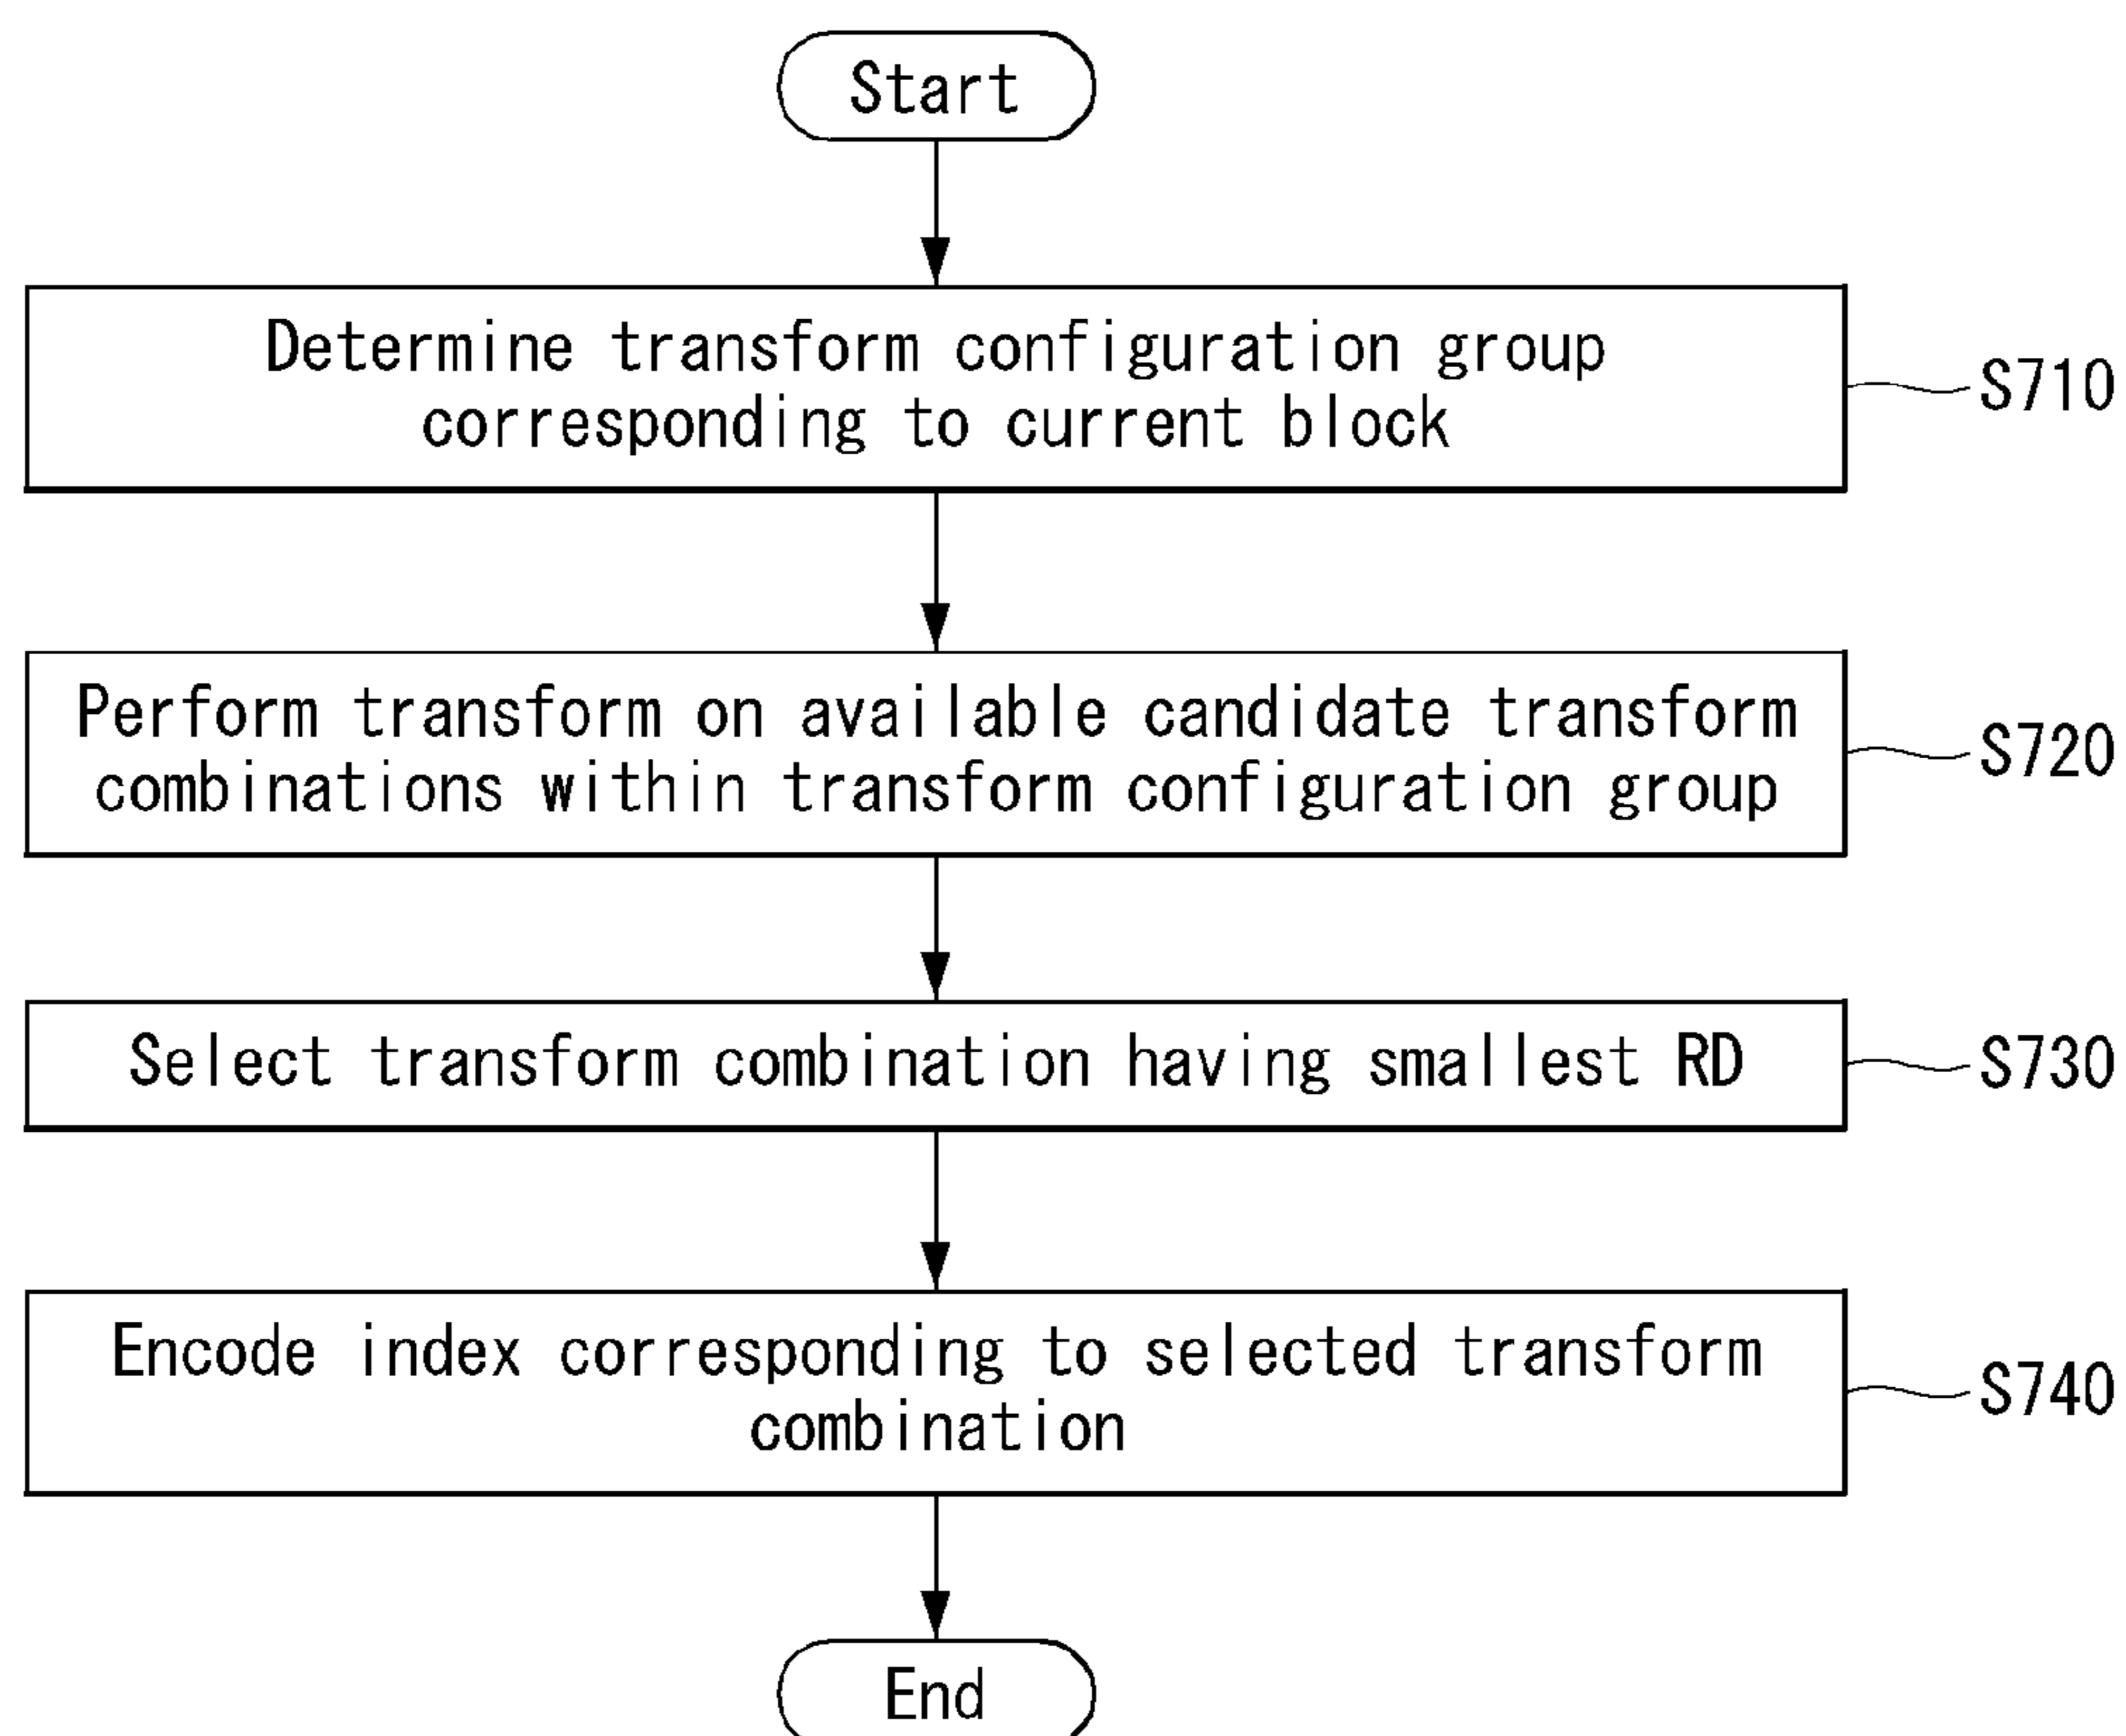 Start
Determine transform configuration group
corresponding to current block
S710
Perform transform on available candidate transform
combinations within transform configuration group
S720
Select transform combination having smallest RD
S730
Encode index corresponding to selected transform
combination
S740
End